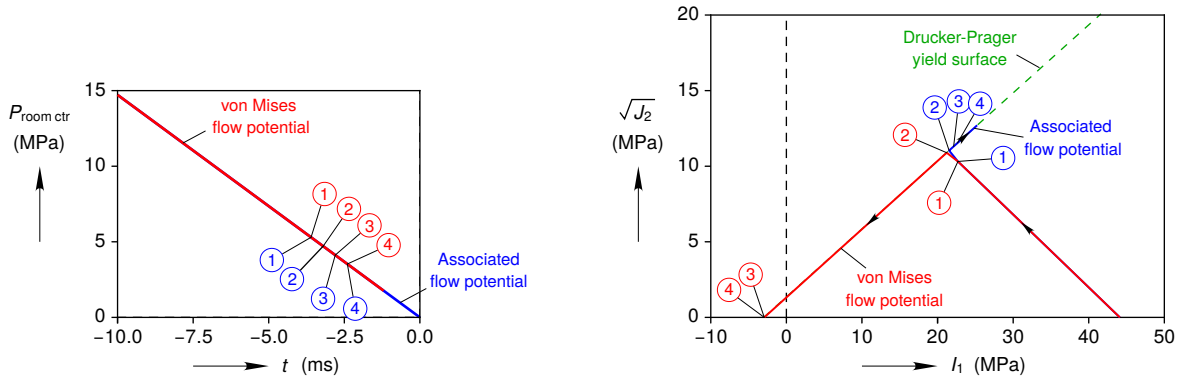 P room ctr
(MPa)
15
10
5
0
von Mises
flow potential
1
2
3
4
1
2
3
4
Associated
flow potential
−10.0
−7.5
−5.0
−2.5
0.0
t (ms)
√J2
(MPa)
20
15
10
5
0
Drucker-Prager
yield surface
2
3
4
2
1
1
Associated
flow potential
3
4
von Mises
flow potential
−10
0
10
20
30
40
50
I1 (MPa)